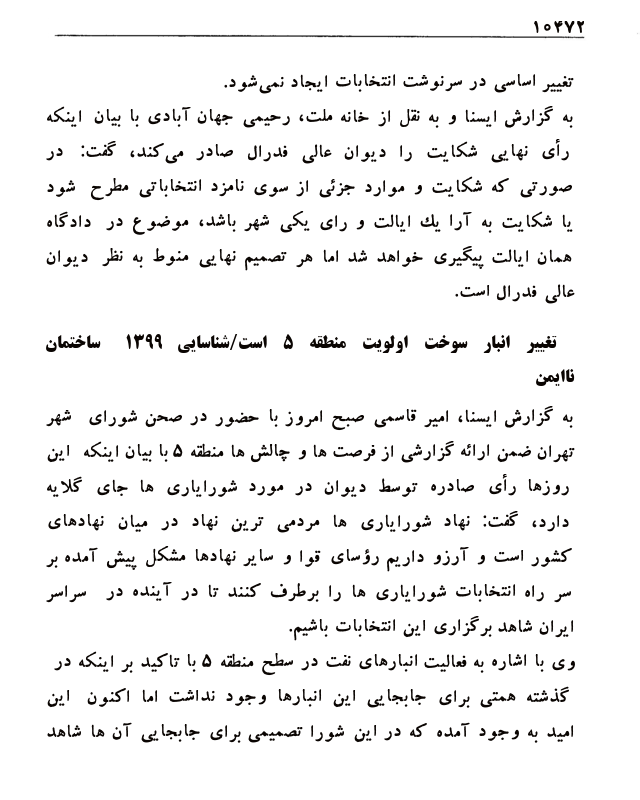 ۱۰۴۷۲
تغییر اساسی در سرنوشت انتخابات ایجاد نمی‌شود.
به گزارش ایسنا و به نقل از خانه ملت، رحیمی جهان آبادی با بیان اینکه
رأی نهایی شکایت را دیوان عالی فدرال صادر می‌کند، گفت: در
صورتی که شکایت و موارد جزئی از سوی نامزد انتخاباتی مطرح شود
یا شکایت به آرا یك ایالت و رای یکی شهر باشد، موضوع در دادگاه
همان ایالت پیگیری خواهد شد اما هر تصمیم نهایی منوط به نظر دیوان
عالی فدرال است.
تغییر انبار سوخت اولویت منطقه ۵ است/شناسایی ۱۳۹۹ ساختمان
ناایمن
به گزارش ایسنا، امیر قاسمی صبح امروز با حضور در صحن شورای شهر
تهران ضمن ارائه گزارشی از فرصت ها و چالش ها منطقه ۵ با بیان اینکه این
روزها رأی صادره توسط دیوان در مورد شورایاری ها جای گلایه
دارد، گفت: نهاد شورایاری ها مردمی ترین نهاد در میان نهادهای
کشور است و آرزو داریم رؤسای قوا و سایر نهادها مشکل پیش آمده بر
سر راه انتخابات شورایاری ها را برطرف کنند تا در آینده در سراسر
ایران شاهد برگزاری این انتخابات باشیم.
وی با اشاره به فعالیت انبارهای نفت در سطح منطقه ۵ با تاکید بر اینکه در
گذشته همتی برای جابجایی این انبارها وجود نداشت اما اکنون این
امید به وجود آمده که در این شورا تصمیمی برای جابجایی آن ها شاهد